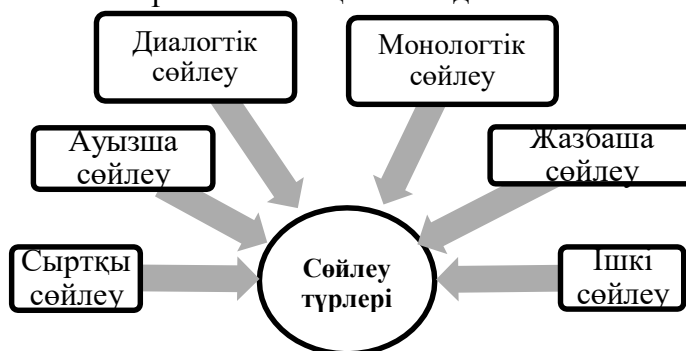 Диалогтік
сөйлеу
Монологтік
сөйлеу
Ауызша
сөйлеу
Жазбаша
сөйлеу
Сыртқы
сөйлеу
Сөйлеу
түрлері
Ішкі
сөйлеу